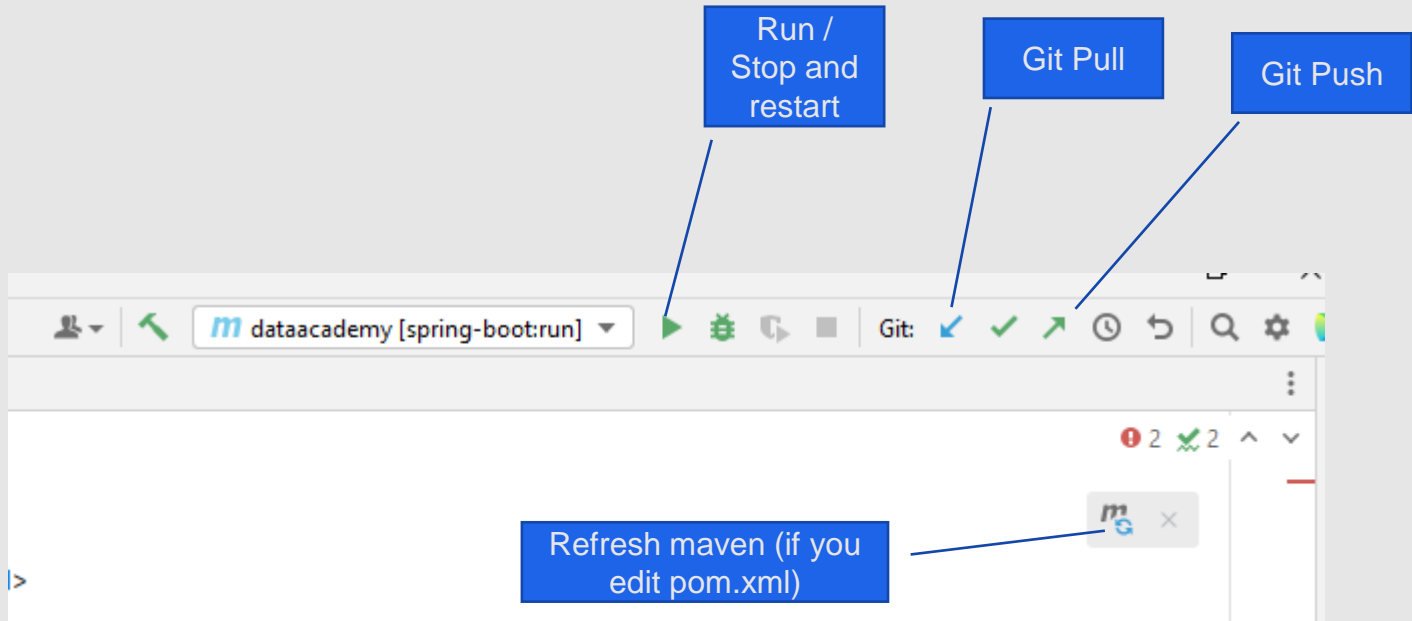 Run /
Stop and
restart
Git Pull
Git Push
m dataacademy [spring-boot:run]
Git:
2
2
m
Refresh maven (if you
edit pom.xml)
>